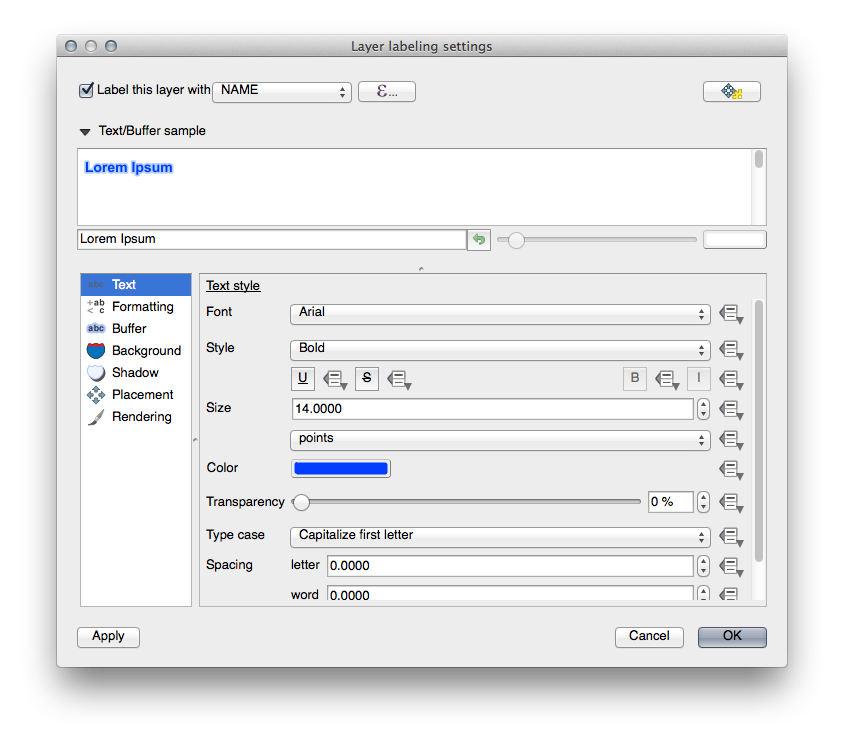 Layer labeling settings
Label this layer with NAME ε...
Text/Buffer sample
Lorem Ipsum
Lorem Ipsum
abc Text
+ab < c Formatting
abc Buffer
Background
Shadow
Placement
Rendering
Text style
Font Arial
Style Bold
U S B I
Size 14.0000
points
Color
Transparency 0 %
Type case Capitalize first letter
Spacing letter 0.0000
word 0.0000
Apply Cancel OK